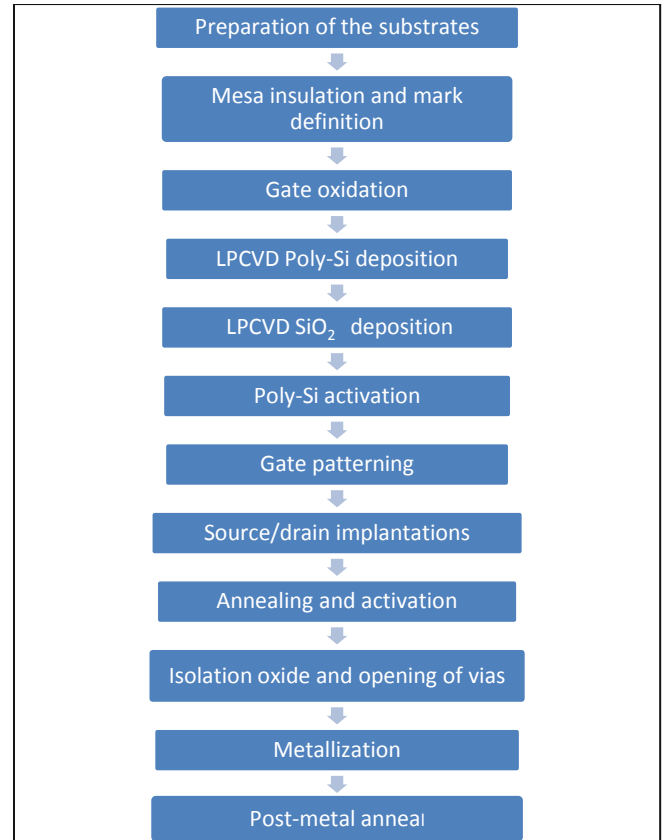 Preparation of the substrates
Mesa insulation and mark
definition
Gate oxidation
LPCVD Poly-Si deposition
LPCVD SiO₂ deposition
Poly-Si activation
Gate patterning
Source/drain implantations
Annealing and activation
Isolation oxide and opening of vias
Metallization
Post-metal anneal